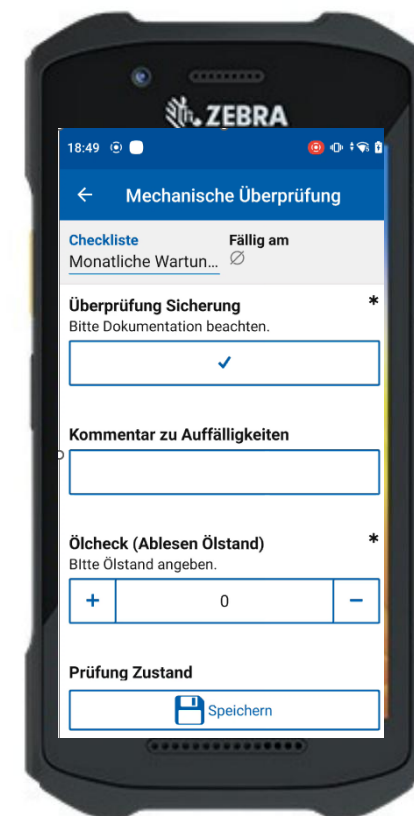 ZEBRA
18:49
Mechanische Überprüfung
Checkliste Fällig am
Monatliche Wartun... ∅
Überprüfung Sicherung *
Bitte Dokumentation beachten.
Kommentar zu Auffälligkeiten
Ölcheck (Ablesen Ölstand) *
BItte Ölstand angeben.
+ 0 −
Prüfung Zustand
Speichern